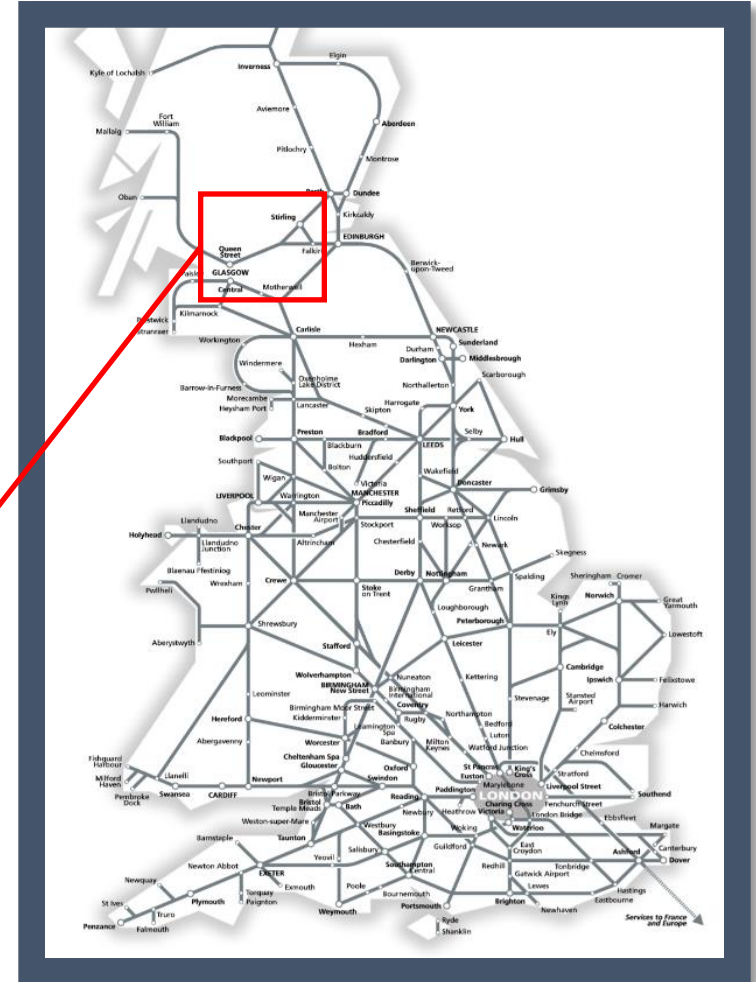 Elgin
Inverness
Kyle of Lochalsh
Aviemore
Fort
William
Aberdeen
Mallaig
Pitlochry
Montrose
Perth
Dundee
Oban
Kirkcaldy
Stirling
EDINBURGH
Queen
Street
Falkirk
Berwick-
upon-Tweed
GLASGOW
Central
Motherwell
Kilmarnock
Stranraer
Carlisle
NEWCASTLE
Workington
Hexham
Sunderland
Durham
Darlington
Middlesbrough
Windermere
Scarborough
Oxenholme
Lake District
Barrow-in-Furness
Northallerton
Morecambe
Heysham Port
Lancaster
Harrogate
York
Skipton
Blackpool
Preston
Bradford
Selby
Hull
Blackburn
LEEDS
Huddersfield
Southport
Bolton
Wakefield
Wigan
Victoria
Doncaster
Grimsby
LIVERPOOL
Warrington
MANCHESTER
Piccadilly
Sheffield
Retford
Manchester
Airport
Lincoln
Llandudno
Chester
Stockport
Worksop
Holyhead
Llandudno
Junction
Altrincham
Chesterfield
Newark
Skegness
Blaenau Ffestiniog
Derby
Nottingham
Spalding
Sheringham
Cromer
Pwllheli
Wrexham
Crewe
Stoke
on Trent
Grantham
Kings
Lynn
Norwich
Great
Yarmouth
Loughborough
Peterborough
Shrewsbury
Ely
Lowestoft
Aberystwyth
Stafford
Leicester
Wolverhampton
Nuneaton
Cambridge
BIRMINGHAM
New Street
Birmingham
International
Kettering
Ipswich
Felixstowe
Leominster
Coventry
Stevenage
Stansted
Airport
Birmingham Moor Street
Harwich
Kidderminster
Rugby
Northampton
Hereford
Leamington
Spa
Bedford
Colchester
Abergavenny
Worcester
Banbury
Milton
Keynes
Luton
Watford Junction
Chelmsford
Fishguard
Harbour
Cheltenham Spa
Gloucester
Oxford
St Pancras
King's
Cross
Euston
Stratford
Milford
Haven
Llanelli
Newport
Swindon
Marylebone
Liverpool Street
Pembroke
Dock
Swansea
CARDIFF
Bristol Parkway
Reading
Paddington
LONDON
Southend
Bristol
Temple Meads
Bath
Newbury
Heathrow
Victoria
Charing Cross
Fenchurch Street
London Bridge
Ebbsfleet
Weston-super-Mare
Westbury
Waterloo
Margate
Barnstaple
Taunton
Basingstoke
Woking
East
Croydon
Canterbury
Salisbury
Guildford
Ashford
Dover
Newton Abbot
Yeovil
Southampton
Central
Redhill
Tonbridge
EXETER
Gatwick Airport
Newquay
Exmouth
Poole
Lewes
Hastings
St Ives
Plymouth
Torquay
Paignton
Bournemouth
Eastbourne
Truro
Weymouth
Portsmouth
Brighton
Newhaven
Penzance
Falmouth
Ryde
Shanklin
Services to France
and Europe